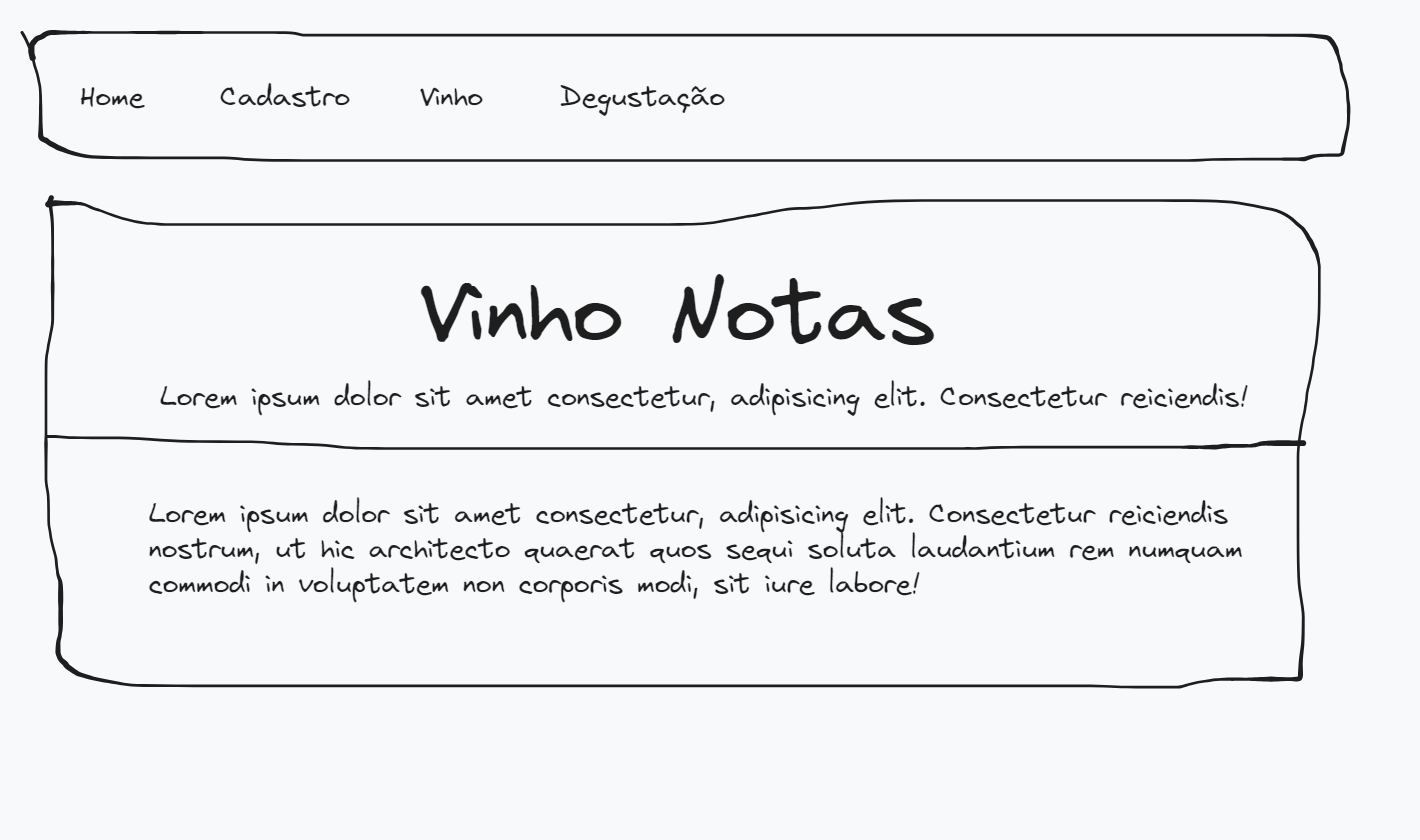 Home Cadastro Vinho Degustação
Vinho Notas
Lorem ipsum dolor sit amet consectetur, adipisicing elit. Consectetur reiciendis!
Lorem ipsum dolor sit amet consectetur, adipisicing elit. Consectetur reiciendis
nostrum, ut hic architecto quaerat quos sequi soluta laudantium rem numquam
commodi in voluptatem non corporis modi, sit iure labore!